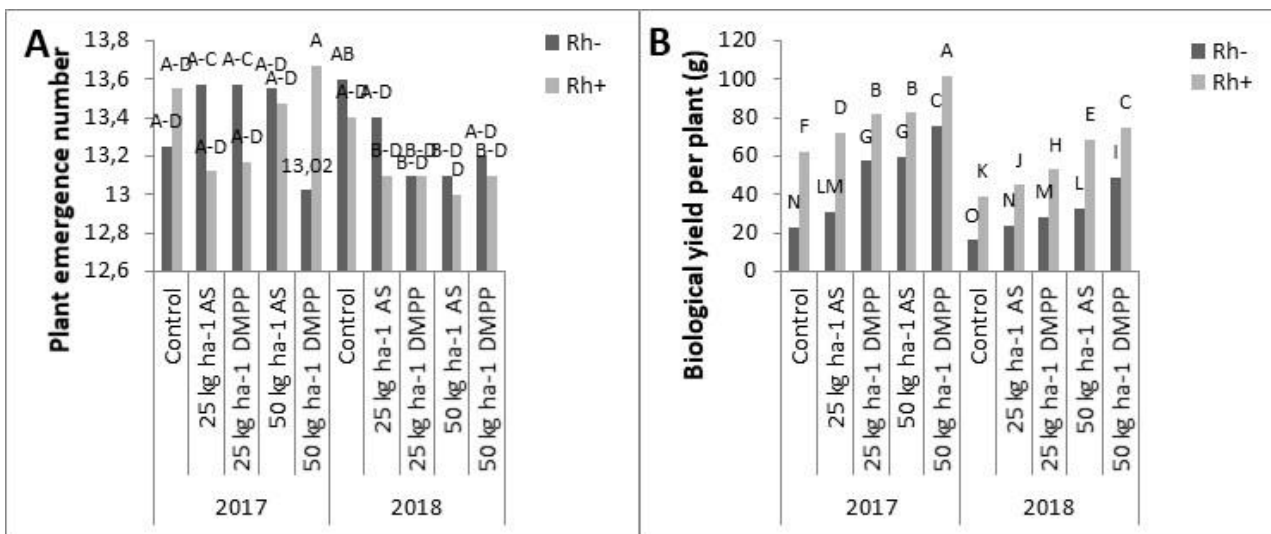 A
Plant emergence number
13,8
13,6
13,4
13,2
13
12,8
12,6
A-D
A-D
A-C
A-D
A-C
A-D
A-D
A-D
13,02
A
AB
A-D
A-D
B-D
B-D
B-D
B-D
D
A-D
B-D
Rh-
Rh+
Control
25 kg ha-1 AS
25 kg ha-1 DMPP
50 kg ha-1 AS
50 kg ha-1 DMPP
Control
25 kg ha-1 AS
25 kg ha-1 DMPP
50 kg ha-1 AS
50 kg ha-1 DMPP
2017
2018
B
Biological yield per plant (g)
120
100
80
60
40
20
0
N
F
LM
D
G
B
G
B
C
A
O
K
N
J
M
H
L
E
I
C
Rh-
Rh+
Control
25 kg ha-1 AS
25 kg ha-1 DMPP
50 kg ha-1 AS
50 kg ha-1 DMPP
Control
25 kg ha-1 AS
25 kg ha-1 DMPP
50 kg ha-1 AS
50 kg ha-1 DMPP
2017
2018